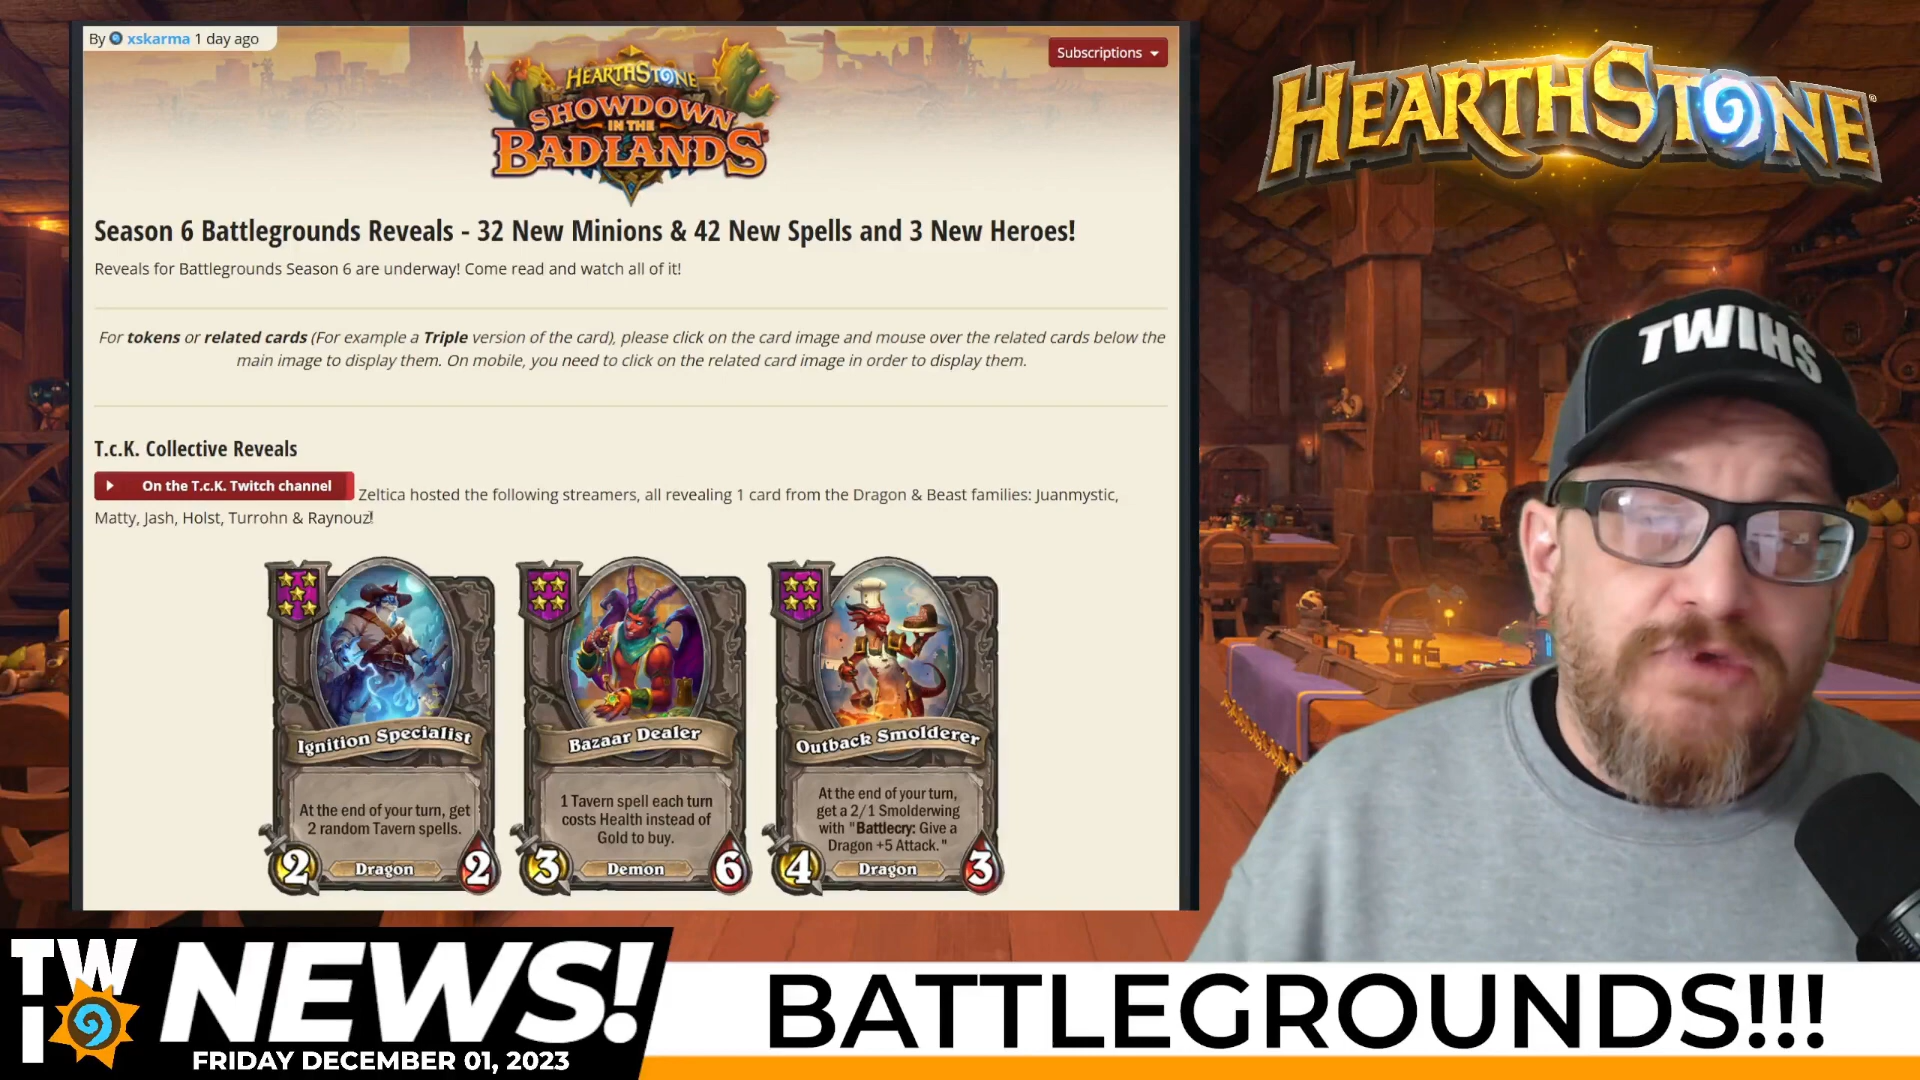 By xskarma 1 day ago
Subscriptions
HEARTHSTONE
SHOWDOWN
IN THE
BADLANDS
HEARTHSTONE
Season 6 Battlegrounds Reveals - 32 New Minions & 42 New Spells and 3 New Heroes!
Reveals for Battlegrounds Season 6 are underway! Come read and watch all of it!
For tokens or related cards (For example a Triple version of the card), please click on the card image and mouse over the related cards below the
main image to display them. On mobile, you need to click on the related card image in order to display them.
TWIHS
T.c.K. Collective Reveals
On the T.c.K. Twitch channel Zeltica hosted the following streamers, all revealing 1 card from the Dragon & Beast families: Juanmystic,
Matty, Jash, Holst, Turrohn & Raynouz!
Ignition Specialist
At the end of your turn, get
2 random Tavern spells.
2 Dragon 2
Bazaar Dealer
1 Tavern spell each turn
costs Health instead of
Gold to buy.
3 Demon 6
Outback Smolderer
At the end of your turn,
get a 2/1 Smolderwing
with "Battlecry: Give a
Dragon +5 Attack."
4 Dragon 3
TW
I
NEWS!
FRIDAY DECEMBER 01, 2023
BATTLEGROUNDS!!!